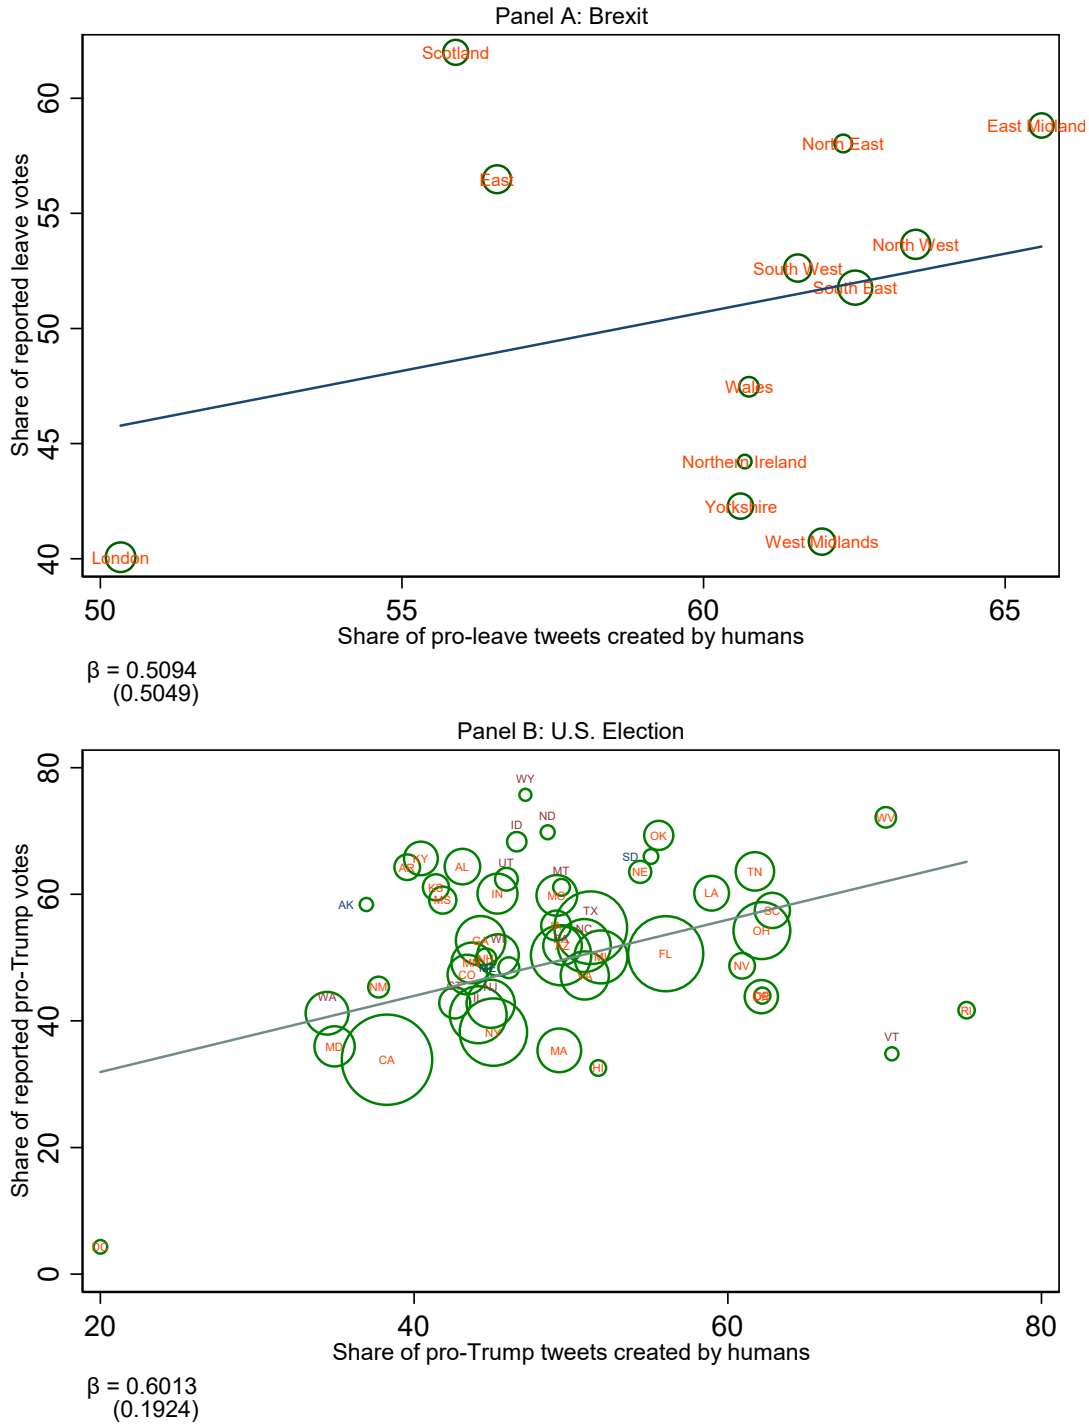 Panel A: Brexit
Share of reported leave votes
60
55
50
45
40
Scotland
East Midland
North East
East
North West
South West
South East
Wales
Northern Ireland
Yorkshire
West Midlands
London
50
55
60
65
Share of pro-leave tweets created by humans
β = 0.5094
(0.5049)
Panel B: U.S. Election
Share of reported pro-Trump votes
80
60
40
20
0
WY
ND
ID
WV
OK
SD
KY
AR
AL
UT
MT
NE
TN
KS
MS
IN
MO
LA
AK
TX
SC
NC
OH
GA
WI
AZ
MI
FL
NV
CO
VA
NM
NJ
WA
RI
NY
MD
CA
MA
VT
HI
DC
20
40
60
80
Share of pro-Trump tweets created by humans
β = 0.6013
(0.1924)